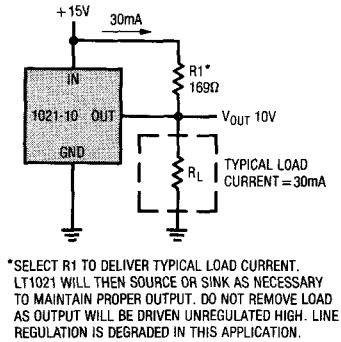 +15V
30mA
IN
R1*
169Ω
1021-10 OUT
VOUT 10V
GND
RL
TYPICAL LOAD
CURRENT = 30mA
*SELECT R1 TO DELIVER TYPICAL LOAD CURRENT.
LT1021 WILL THEN SOURCE OR SINK AS NECESSARY
TO MAINTAIN PROPER OUTPUT. DO NOT REMOVE LOAD
AS OUTPUT WILL BE DRIVEN UNREGULATED HIGH. LINE
REGULATION IS DEGRADED IN THIS APPLICATION.